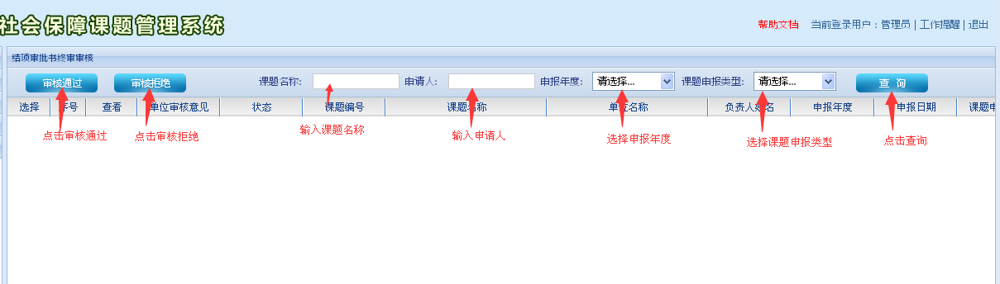 社会保障课题管理系统
帮助文档 当前登录用户：管理员 | 工作提醒 | 退出
结项审批书终审审核
审核通过 审核拒绝 课题名称: 申请人: 申报年度: 请选择... 课题申报类型: 请选择... 查 询
选择 序号 查看 单位审核意见 状态 课题编号 课题名称 单位名称 负责人姓名 申报年度 申报日期 课题申
点击审核通过 点击审核拒绝 输入课题名称 输入申请人 选择申报年度 选择课题申报类型 点击查询